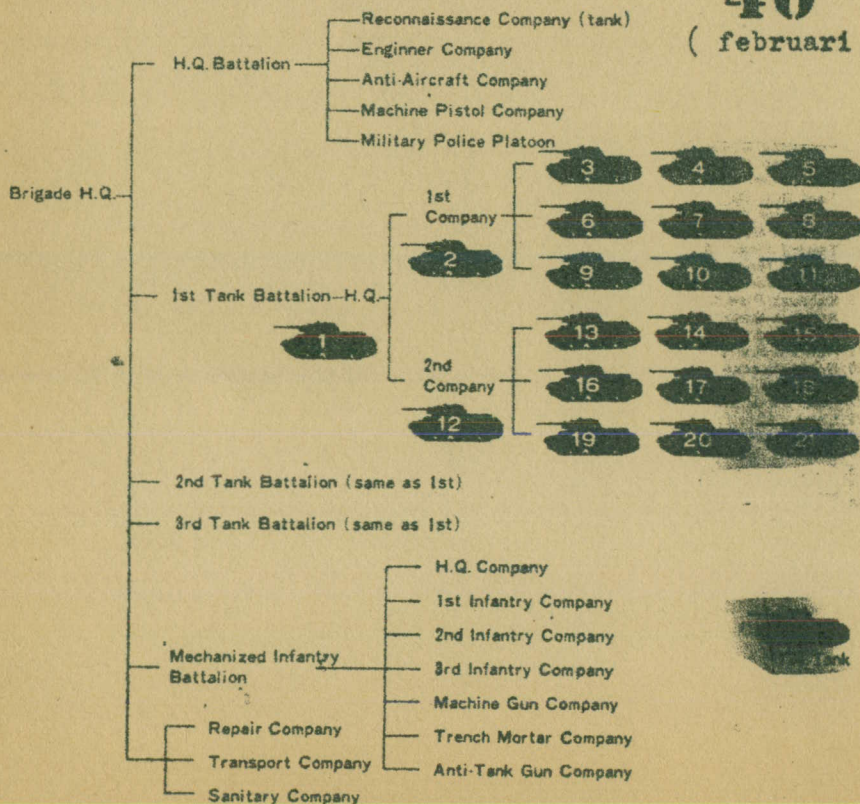 40
( februari
Reconnaissance Company (tank)
H.Q. Battalion
Enginner Company
Anti-Aircraft Company
Machine Pistol Company
Military Police Platoon
Brigade H.Q.
1st Tank Battalion—H.Q.
1
1st
Company
2
3 4 5
6 7 8
9 10 11
2nd
Company
12
13 14 15
16 17 18
19 20 21
2nd Tank Battalion (same as 1st)
3rd Tank Battalion (same as 1st)
Mechanized Infantry
Battalion
H.Q. Company
1st Infantry Company
2nd Infantry Company
3rd Infantry Company
Machine Gun Company
Trench Mortar Company
Anti-Tank Gun Company
Repair Company
Transport Company
Sanitary Company
Tank